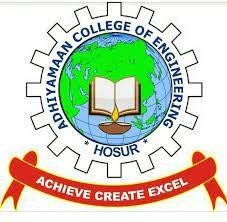 ADHIYAMAAN COLLEGE OF ENGINEERING
* HOSUR *
ACHIEVE CREATE EXCEL